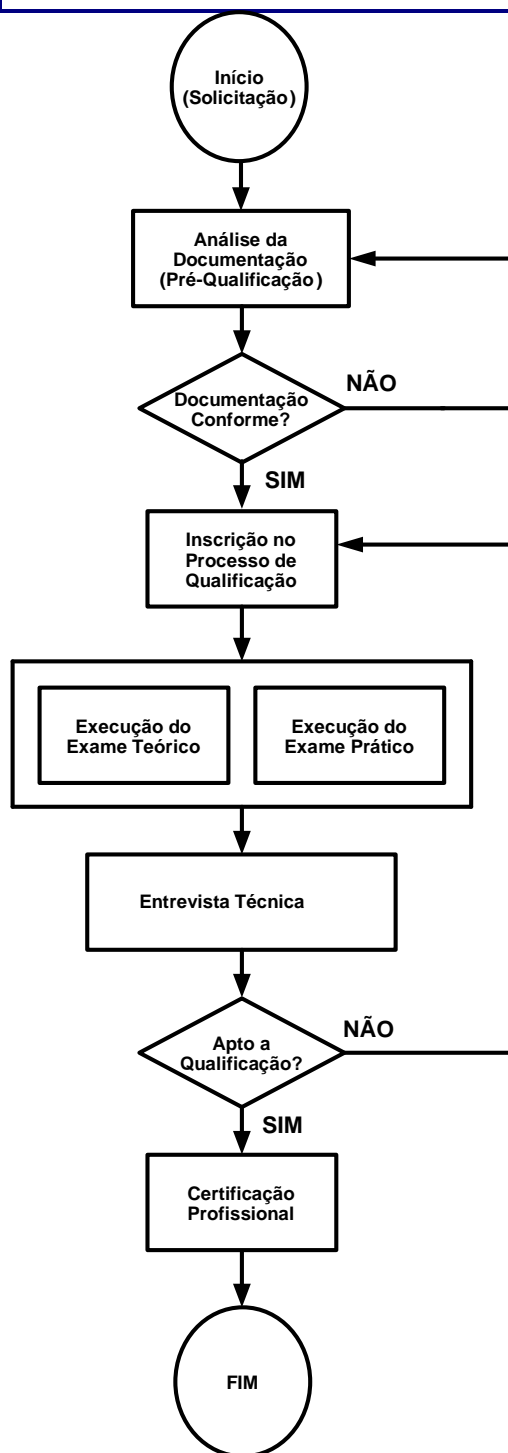 Início
(Solicitação)
Análise da
Documentação
(Pré-Qualificação)
Documentação
Conforme?
NÃO
SIM
Inscrição no
Processo de
Qualificação
Execução do
Exame Teórico
Execução do
Exame Prático
Entrevista Técnica
Apto a
Qualificação?
NÃO
SIM
Certificação
Profissional
FIM